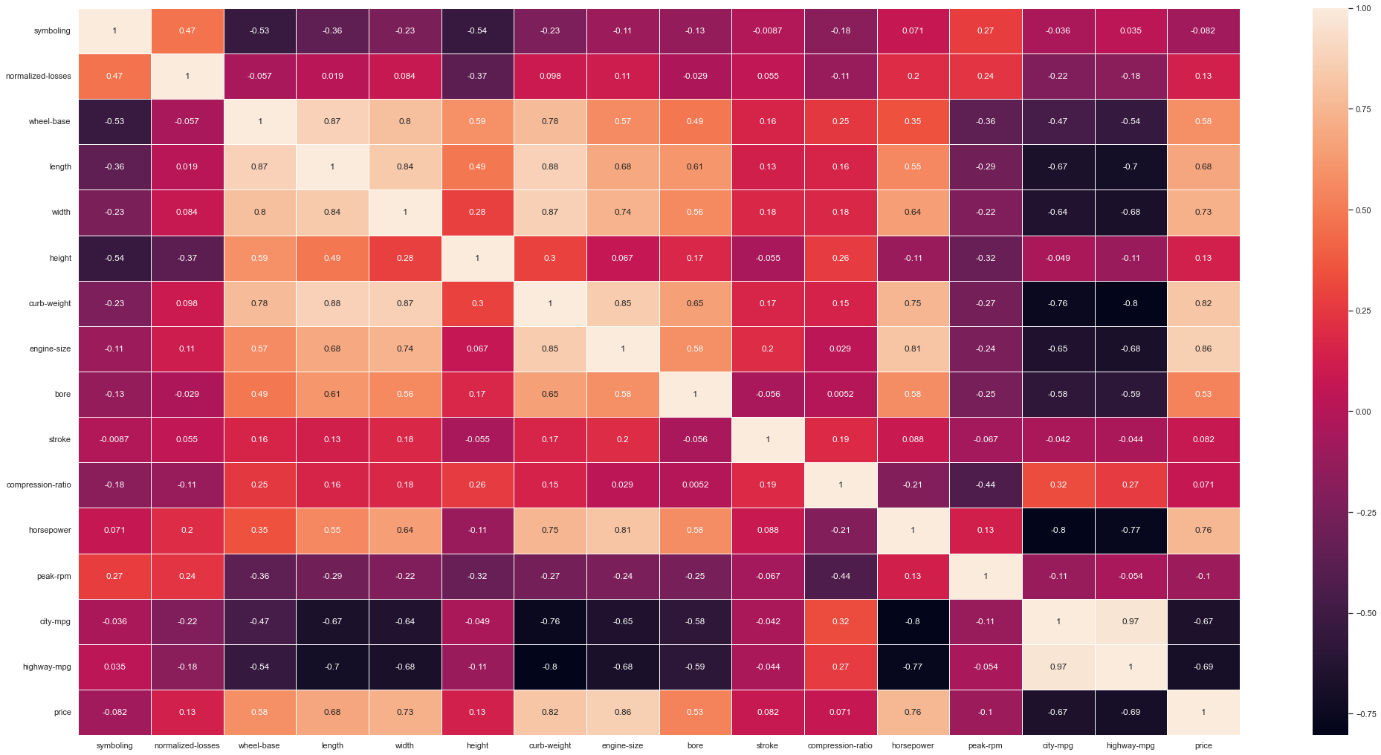 symboling 1 0.47 -0.53 -0.36 -0.23 -0.54 -0.23 -0.11 -0.13 -0.0087 -0.18 0.071 0.27 -0.036 0.035 -0.082
normalized-losses 0.47 1 -0.057 0.019 0.084 -0.37 0.098 0.11 -0.029 0.055 -0.11 0.2 0.24 -0.22 -0.18 0.13
wheel-base -0.53 -0.057 1 0.87 0.8 0.59 0.78 0.57 0.49 0.16 0.25 0.35 -0.36 -0.47 -0.54 0.58
length -0.36 0.019 0.87 1 0.84 0.49 0.88 0.68 0.61 0.13 0.16 0.55 -0.29 -0.67 -0.7 0.68
width -0.23 0.084 0.8 0.84 1 0.28 0.87 0.74 0.56 0.18 0.18 0.64 -0.22 -0.64 -0.68 0.73
height -0.54 -0.37 0.59 0.49 0.28 1 0.3 0.067 0.17 -0.055 0.26 -0.11 -0.32 -0.049 -0.11 0.13
curb-weight -0.23 0.098 0.78 0.88 0.87 0.3 1 0.85 0.65 0.17 0.15 0.75 -0.27 -0.76 -0.8 0.82
engine-size -0.11 0.11 0.57 0.68 0.74 0.067 0.85 1 0.58 0.2 0.029 0.81 -0.24 -0.65 -0.68 0.86
bore -0.13 -0.029 0.49 0.61 0.56 0.17 0.65 0.58 1 -0.056 0.0052 0.58 -0.25 -0.58 -0.59 0.53
stroke -0.0087 0.055 0.16 0.13 0.18 -0.055 0.17 0.2 -0.056 1 0.19 0.088 -0.067 -0.042 -0.044 0.082
compression-ratio -0.18 -0.11 0.25 0.16 0.18 0.26 0.15 0.029 0.0052 0.19 1 -0.21 -0.44 0.32 0.27 0.071
horsepower 0.071 0.2 0.35 0.55 0.64 -0.11 0.75 0.81 0.58 0.088 -0.21 1 0.13 -0.8 -0.77 0.76
peak-rpm 0.27 0.24 -0.36 -0.29 -0.22 -0.32 -0.27 -0.24 -0.25 -0.067 -0.44 0.13 1 -0.11 -0.054 -0.1
city-mpg -0.036 -0.22 -0.47 -0.67 -0.64 -0.049 -0.76 -0.65 -0.58 -0.042 0.32 -0.8 -0.11 1 0.97 -0.67
highway-mpg 0.035 -0.18 -0.54 -0.7 -0.68 -0.11 -0.8 -0.68 -0.59 -0.044 0.27 -0.77 -0.054 0.97 1 -0.69
price -0.082 0.13 0.58 0.68 0.73 0.13 0.82 0.86 0.53 0.082 0.071 0.76 -0.1 -0.67 -0.69 1
symboling normalized-losses wheel-base length width height curb-weight engine-size bore stroke compression-ratio horsepower peak-rpm city-mpg highway-mpg price
1.00
0.75
0.50
0.25
0.00
−0.25
−0.50
−0.75